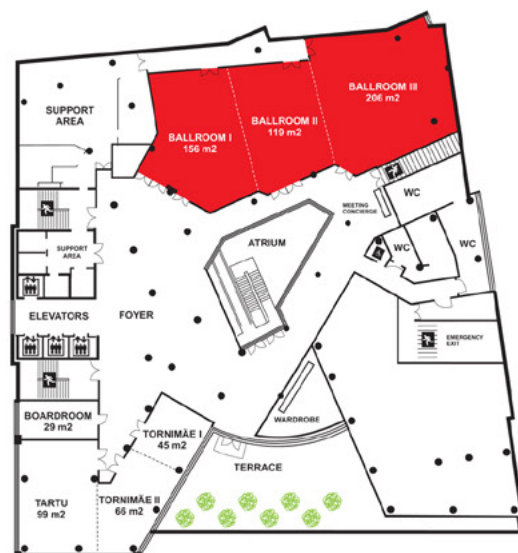 SUPPORT
AREA
BALLROOM I
156 m2
BALLROOM II
119 m2
BALLROOM III
206 m2
MEETING
CONCIERGE
WC
WC
WC
SUPPORT
AREA
ATRIUM
ELEVATORS
FOYER
EMERGENCY
EXIT
BOARDROOM
29 m2
WARDROBE
TORNIMÄE I
45 m2
TERRACE
TARTU
99 m2
TORNIMÄE II
66 m2